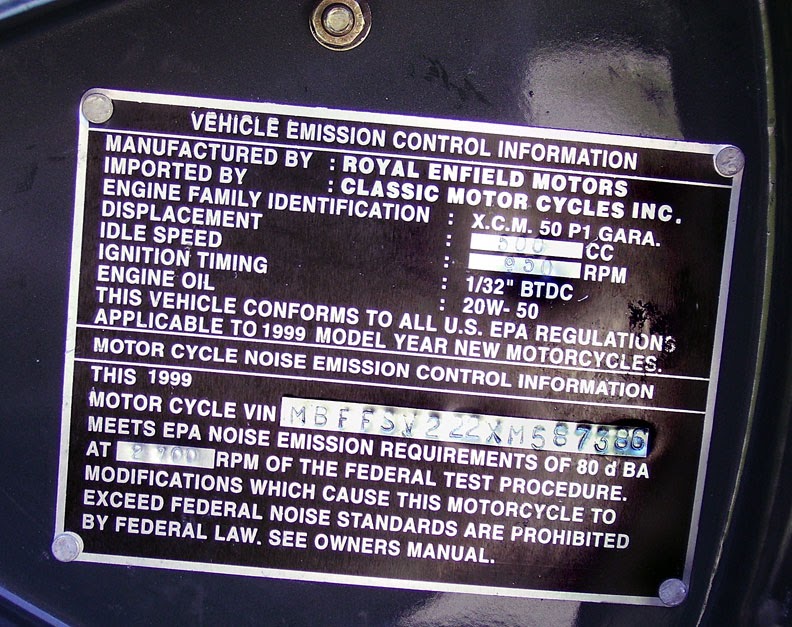 VEHICLE EMISSION CONTROL INFORMATION
MANUFACTURED BY : ROYAL ENFIELD MOTORS
IMPORTED BY : CLASSIC MOTOR CYCLES INC.
ENGINE FAMILY IDENTIFICATION : X.C.M. 50 P1 GARA.
DISPLACEMENT : 500 CC
IDLE SPEED : 950 RPM
IGNITION TIMING : 1/32" BTDC
ENGINE OIL : 20W- 50
THIS VEHICLE CONFORMS TO ALL U.S. EPA REGULATIONS
APPLICABLE TO 1999 MODEL YEAR NEW MOTORCYCLES.
MOTOR CYCLE NOISE EMISSION CONTROL INFORMATION
THIS 1999
MOTOR CYCLE VIN MBFFSV222XM587386
MEETS EPA NOISE EMISSION REQUIREMENTS OF 80 d BA
AT RPM OF THE FEDERAL TEST PROCEDURE.
MODIFICATIONS WHICH CAUSE THIS MOTORCYCLE TO
EXCEED FEDERAL NOISE STANDARDS ARE PROHIBITED
BY FEDERAL LAW. SEE OWNERS MANUAL.